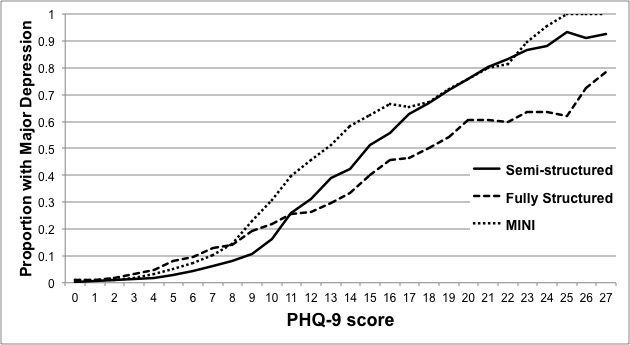 Proportion with Major Depression
1
0.9
0.8
0.7
0.6
0.5
0.4
0.3
0.2
0.1
0
Semi-structured
Fully Structured
MINI
0 1 2 3 4 5 6 7 8 9 10 11 12 13 14 15 16 17 18 19 20 21 22 23 24 25 26 27
PHQ-9 score